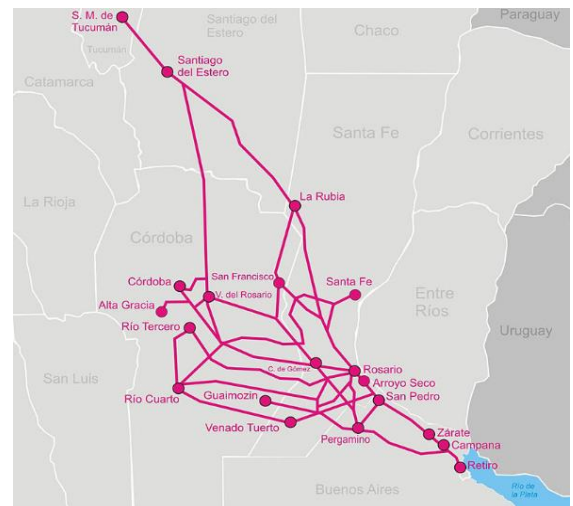 S. M. de
Tucumán
Tucumán
Santiago del
Estero
Chaco
Paraguay
Santiago
del Estero
Catamarca
Santa Fe
Corrientes
La Rioja
La Rubia
Córdoba
Córdoba
San Francisco
Santa Fe
V. del Rosario
Alta Gracia
Entre
Ríos
Río Tercero
Uruguay
C. de Gómez
Rosario
San Luis
Arroyo Seco
Río Cuarto
Guaimozin
San Pedro
Venado Tuerto
Pergamino
Zárate
Campana
Retiro
Buenos Aires
Río de
la Plata